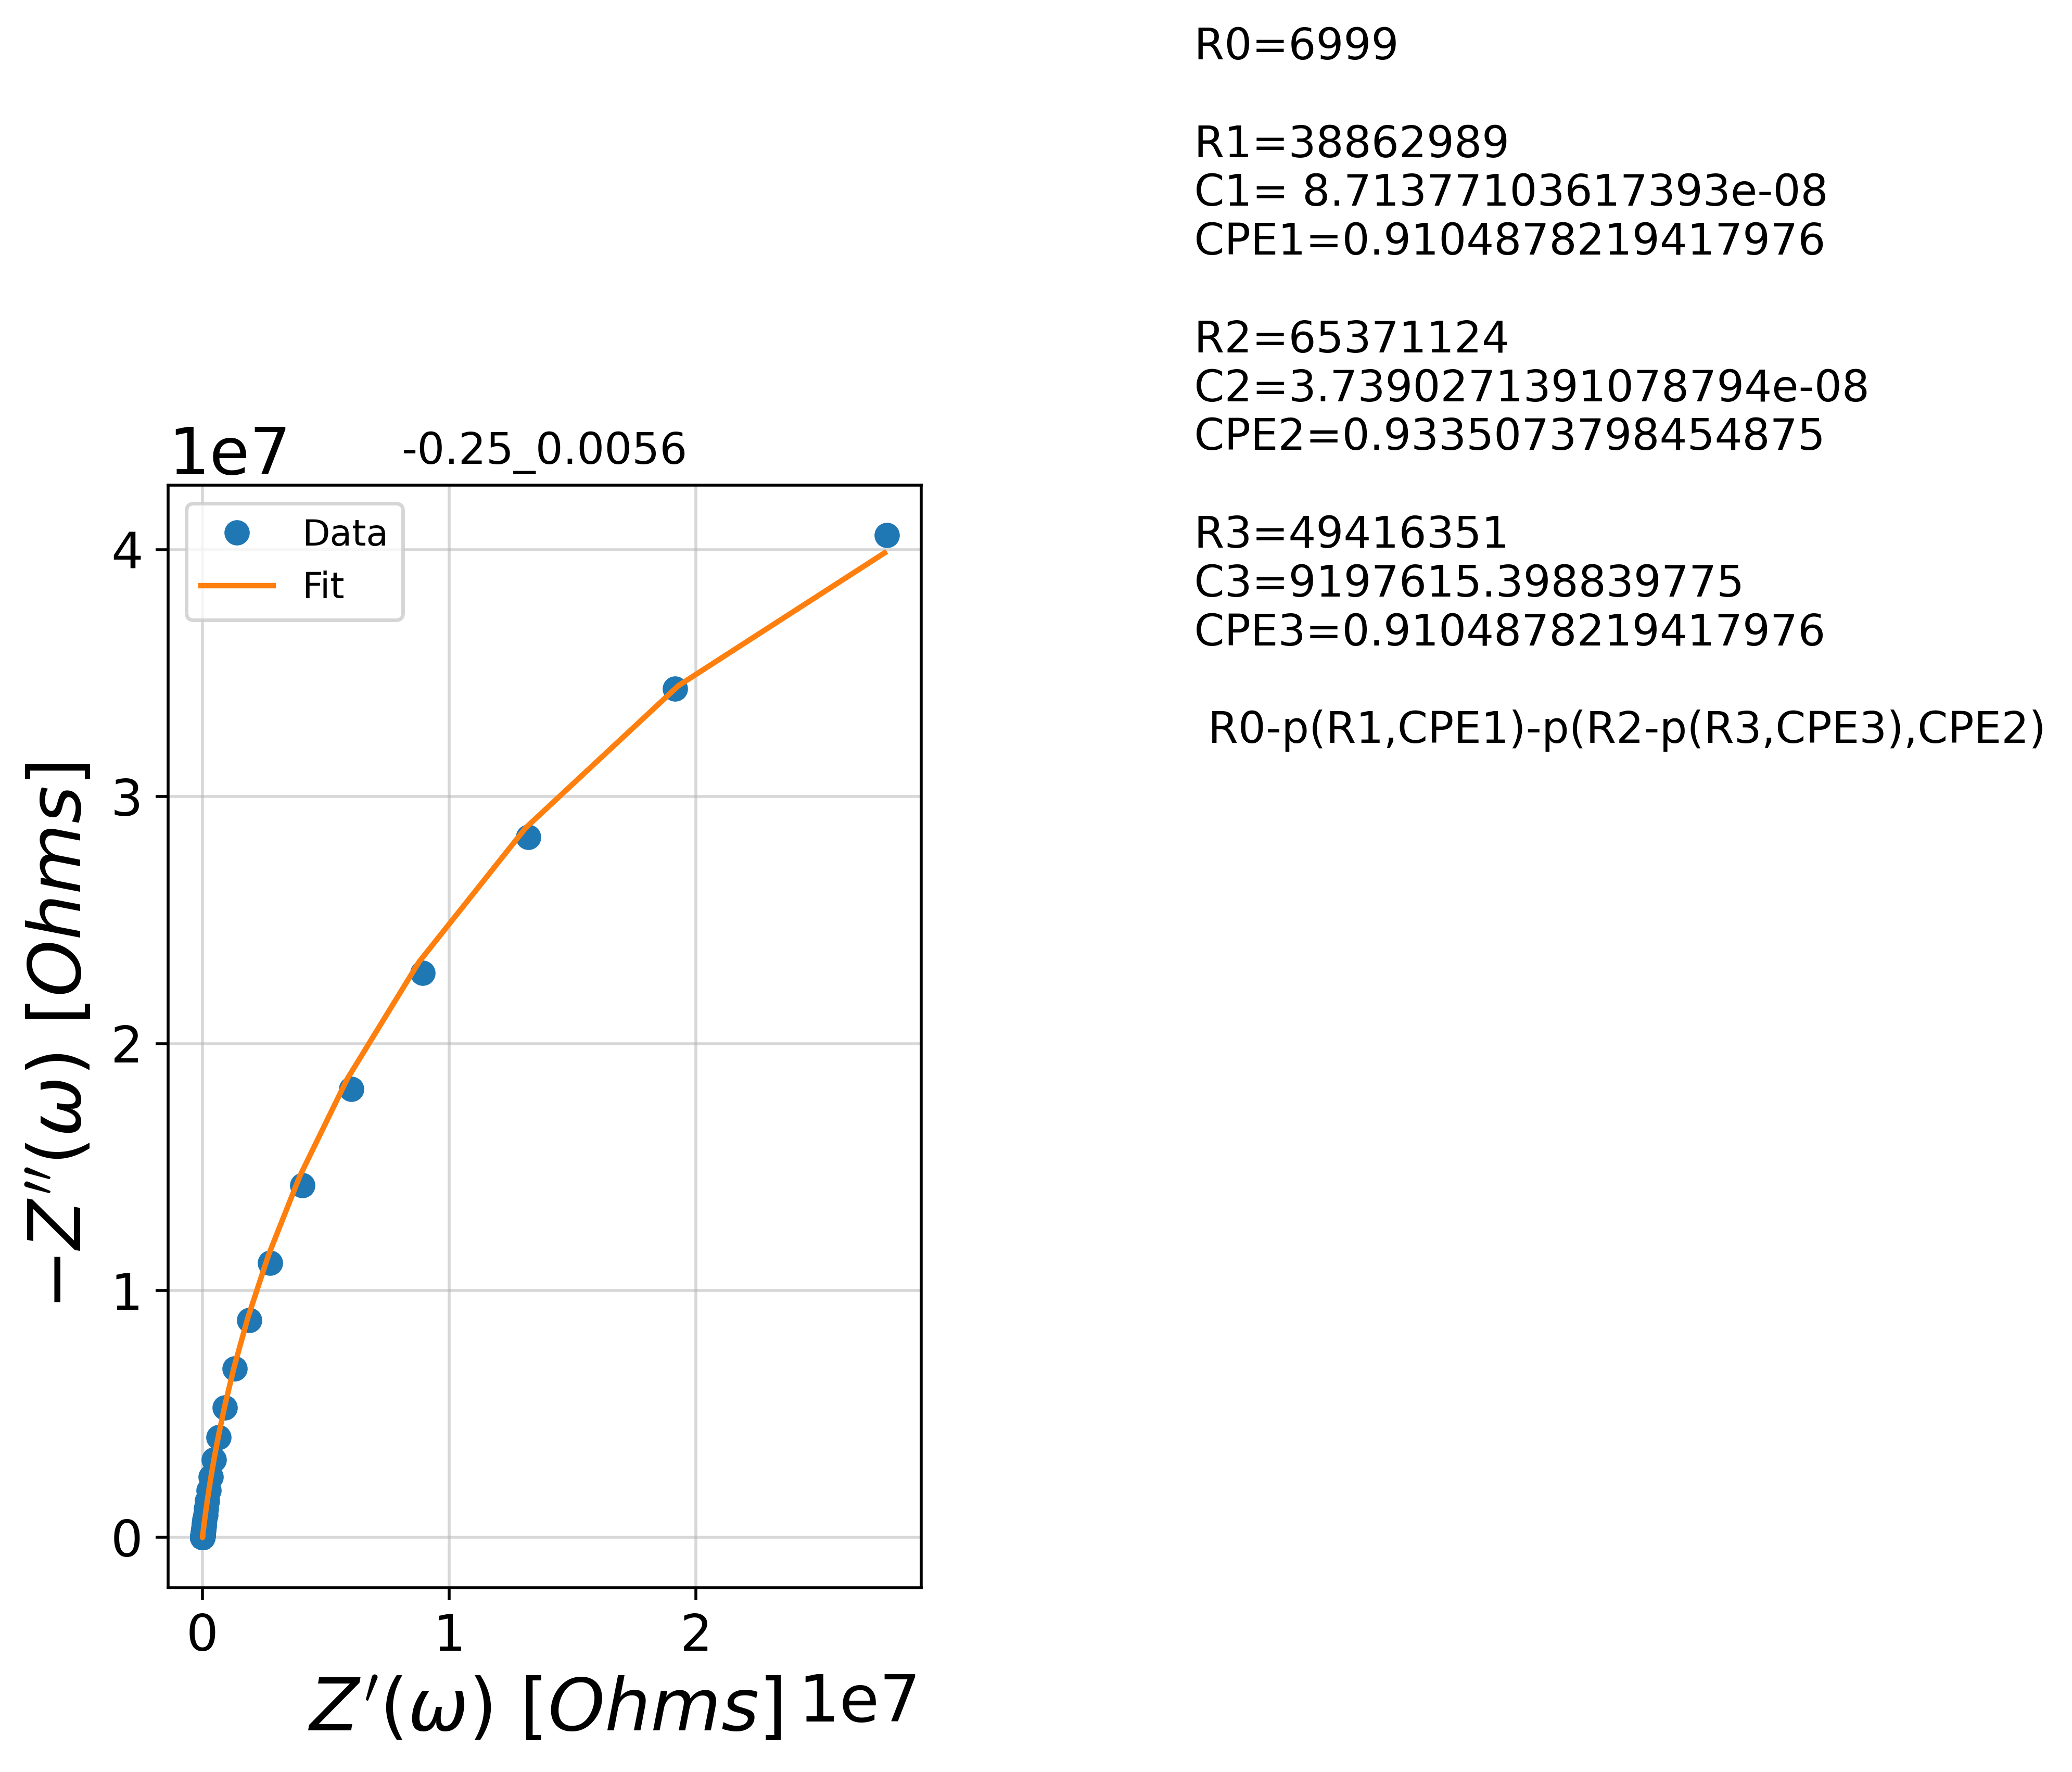 R0=6999
R1=38862989
C1= 8.713771036173​93e-08
CPE1=0.9104878219417976
R2=65371124
C2=3.7390271391078794e-08
CPE2=0.9335073798454875
R3=49416351
C3=9197615.398839775
CPE3=0.9104878219417976
R0-p(R1,CPE1)-p(R2-p(R3,CPE3),CPE2)
1e7
-0.25_0.0056
Data
Fit
4
3
2
1
0
−Z''(ω) [Ohms]
0 1 2
Z'(ω) [Ohms] 1e7